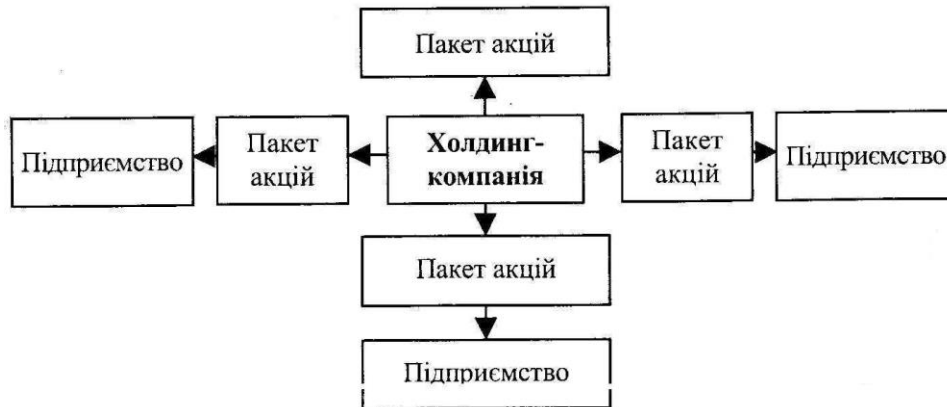 Пакет акцій
Підприємство
Пакет
акцій
Холдинг-
компанія
Пакет
акцій
Підприємство
Пакет акцій
Підприємство